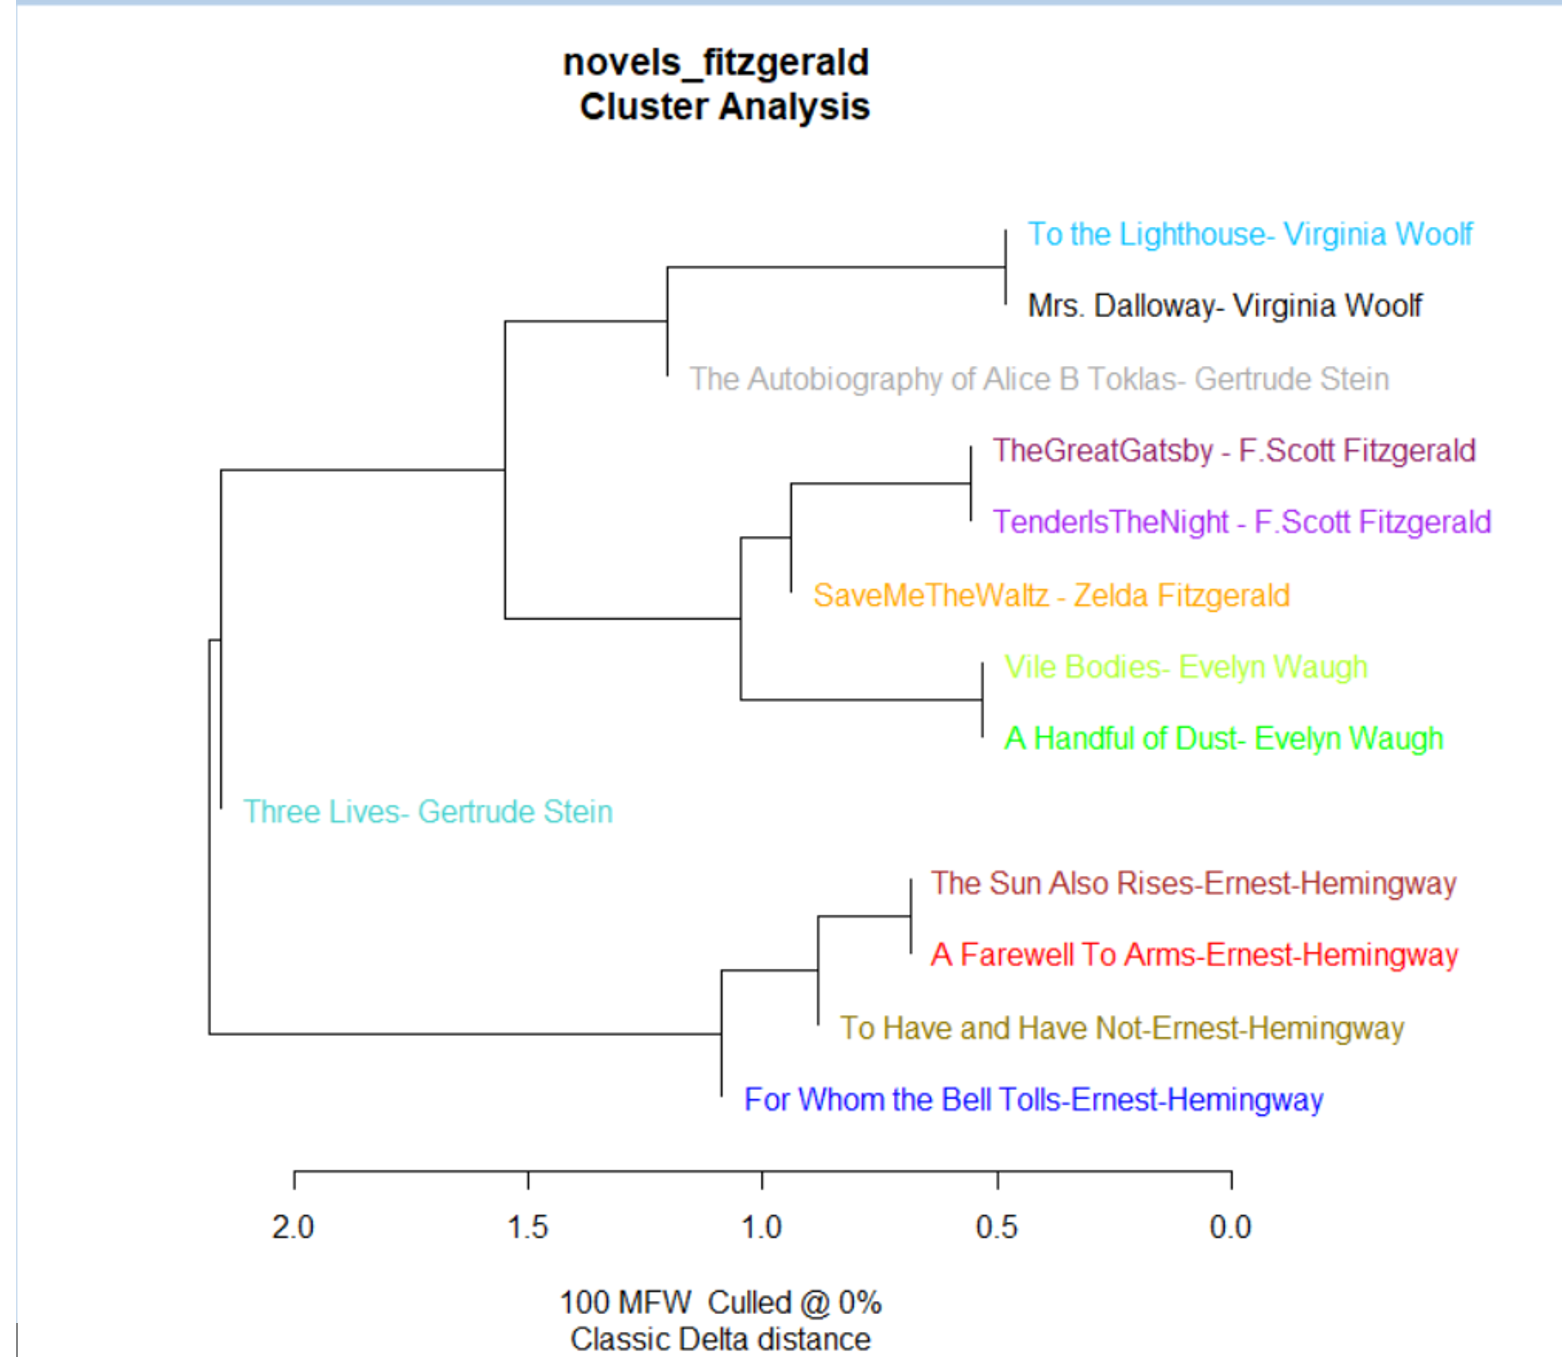 novels_fitzgerald
Cluster Analysis
To the Lighthouse- Virginia Woolf
Mrs. Dalloway- Virginia Woolf
The Autobiography of Alice B Toklas- Gertrude Stein
TheGreatGatsby - F.Scott Fitzgerald
TenderIsTheNight - F.Scott Fitzgerald
SaveMeTheWaltz - Zelda Fitzgerald
Vile Bodies- Evelyn Waugh
A Handful of Dust- Evelyn Waugh
Three Lives- Gertrude Stein
The Sun Also Rises-Ernest-Hemingway
A Farewell To Arms-Ernest-Hemingway
To Have and Have Not-Ernest-Hemingway
For Whom the Bell Tolls-Ernest-Hemingway
2.0 1.5 1.0 0.5 0.0
100 MFW  Culled @ 0%
Classic Delta distance